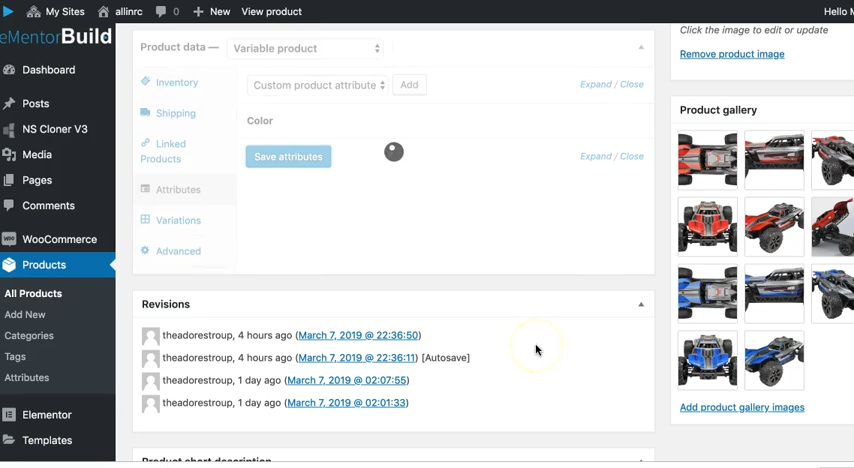 My Sites allinrc 0 + New View product Hello
eMentorBuild
Dashboard
Posts
NS Cloner V3
Media
Pages
Comments
WooCommerce
Products
All Products
Add New
Categories
Tags
Attributes
Elementor
Templates
Product data — Variable product
Inventory
Shipping
Linked
Products
Attributes
Variations
Advanced
Custom product attribute Add Expand / Close
Color
Save attributes Expand / Close
Revisions
theadorestroup, 4 hours ago (March 7, 2019 @ 22:36:50)
theadorestroup, 4 hours ago (March 7, 2019 @ 22:36:11) [Autosave]
theadorestroup, 1 day ago (March 7, 2019 @ 02:07:55)
theadorestroup, 1 day ago (March 7, 2019 @ 02:01:33)
Product short description
Click the image to edit or update
Remove product image
Product gallery
Add product gallery images